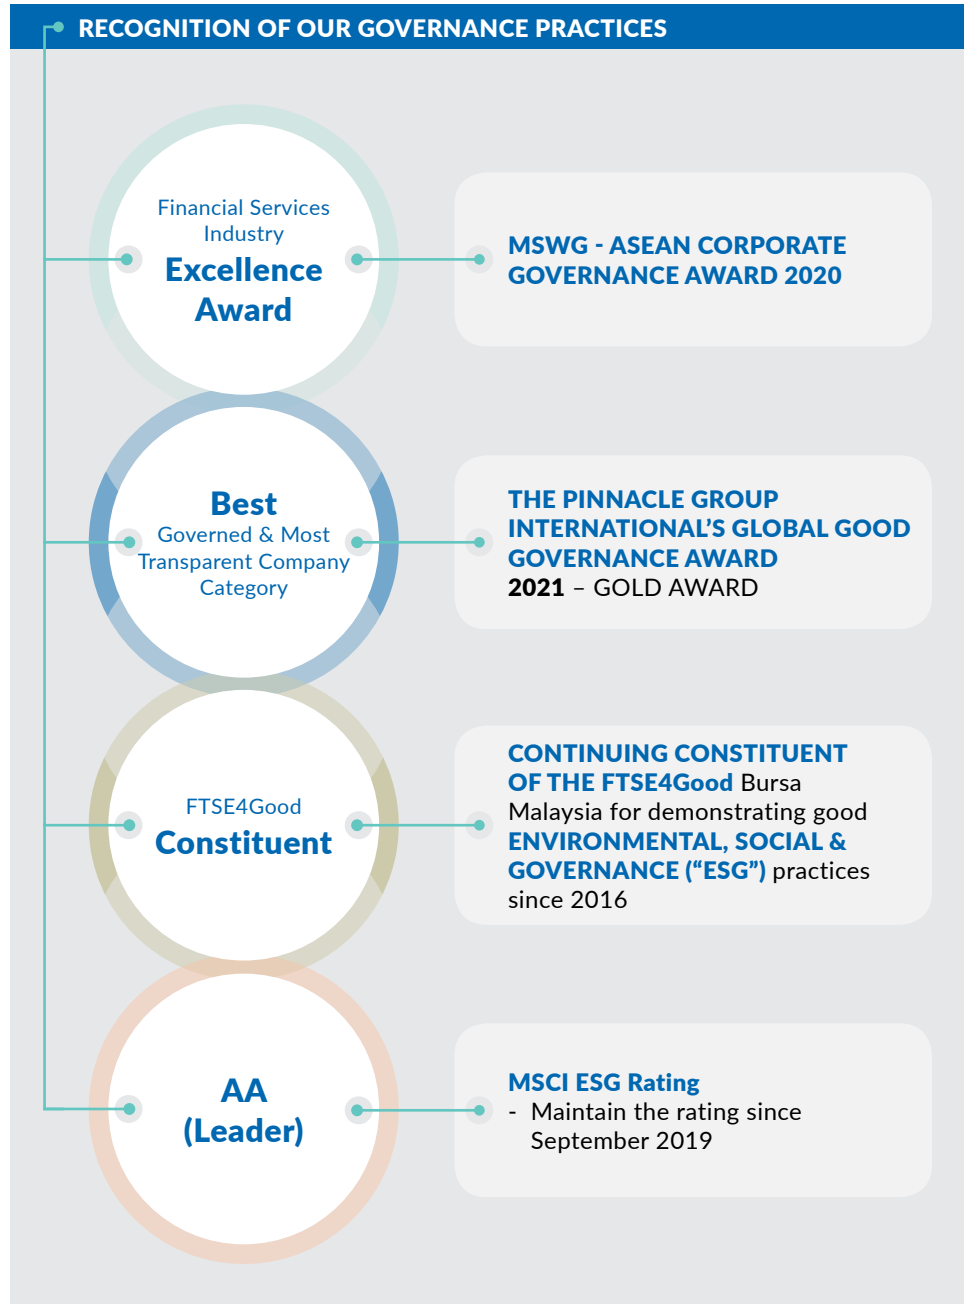 RECOGNITION OF OUR GOVERNANCE PRACTICES
Financial Services
Industry
Excellence
Award
MSWG - ASEAN CORPORATE
GOVERNANCE AWARD 2020
Best
Governed & Most
Transparent Company
Category
THE PINNACLE GROUP
INTERNATIONAL’S GLOBAL GOOD
GOVERNANCE AWARD
2021 – GOLD AWARD
FTSE4Good
Constituent
CONTINUING CONSTITUENT
OF THE FTSE4Good Bursa
Malaysia for demonstrating good
ENVIRONMENTAL, SOCIAL &
GOVERNANCE (“ESG”) practices
since 2016
AA
(Leader)
MSCI ESG Rating
- Maintain the rating since
September 2019